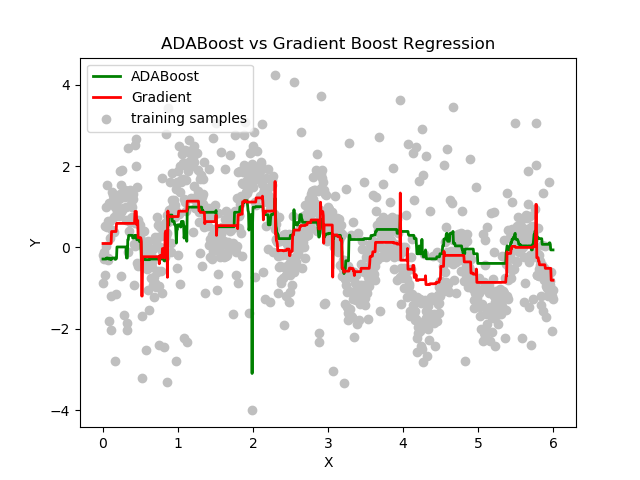 ADABoost vs Gradient Boost Regression
ADABoost
Gradient
training samples
Y
4
2
0
−2
−4
0 1 2 3 4 5 6
X